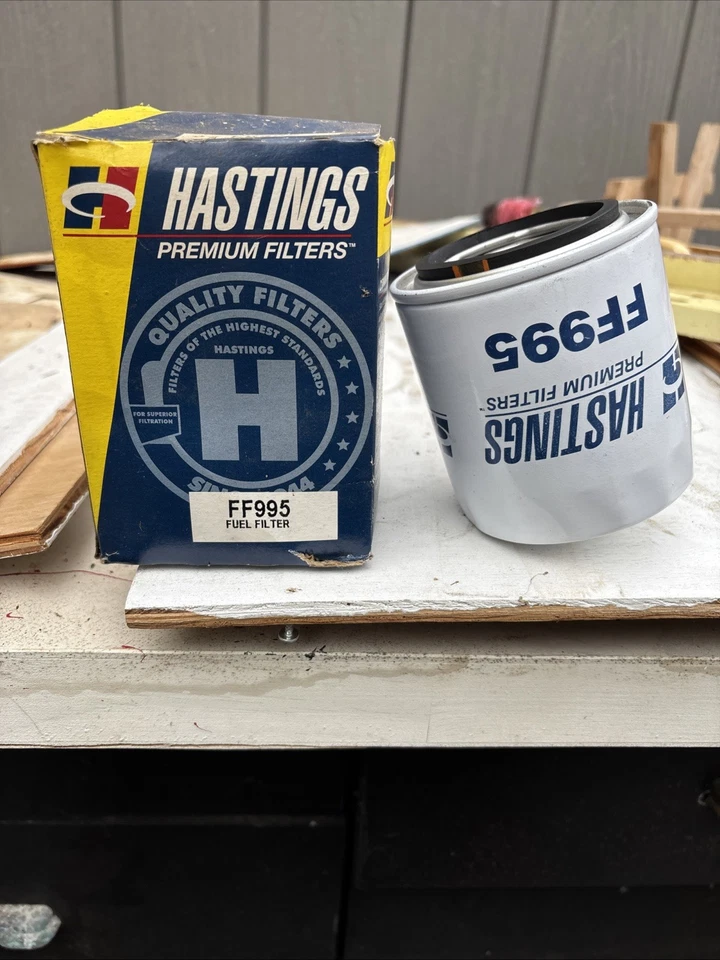 HASTINGS
PREMIUM FILTERS™
QUALITY FILTERS
FILTERS OF THE HIGHEST STANDARDS
HASTINGS
H
FOR SUPERIOR
FILTRATION
FF995
FUEL FILTER
FF995
PREMIUM FILTERS™
HASTINGS